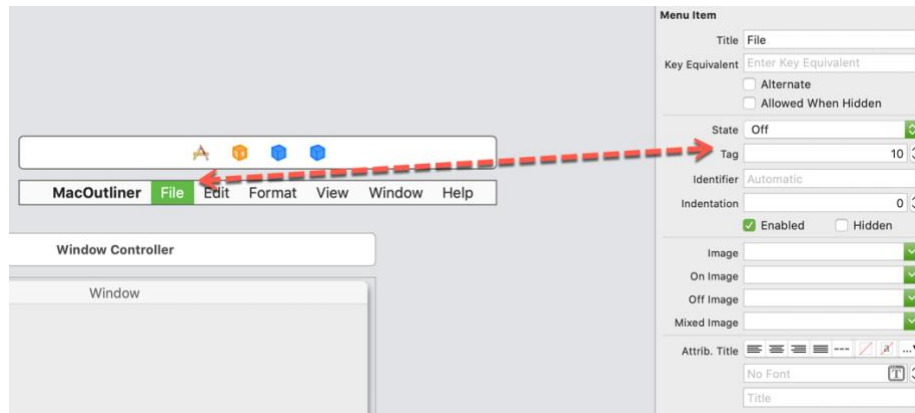 Menu Item
Title File
Key Equivalent Enter Key Equivalent
Alternate
Allowed When Hidden
State Off
Tag 10
Identifier Automatic
Indentation 0
Enabled Hidden
Image
On Image
Off Image
Mixed Image
Attrib. Title
No Font T
Title
MacOutliner File Edit Format View Window Help
Window Controller
Window